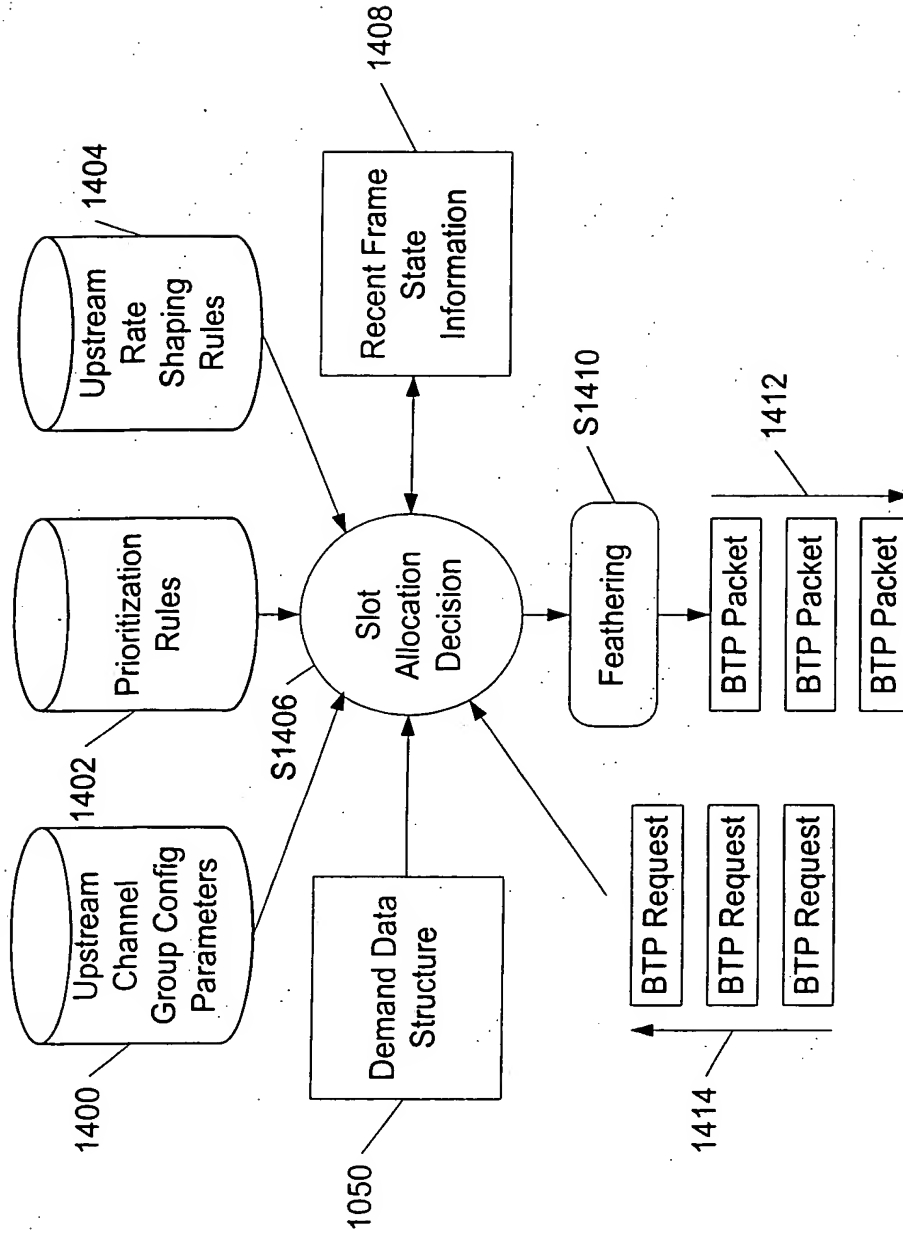 1400
Upstream
Channel
Group Config
Parameters
1402
Prioritization
Rules
1404
Upstream
Rate
Shaping
Rules
S1406
Slot
Allocation
Decision
1050
Demand Data
Structure
1408
Recent Frame
State
Information
S1410
Feathering
1414
BTP Request
BTP Request
BTP Request
1412
BTP Packet
BTP Packet
BTP Packet